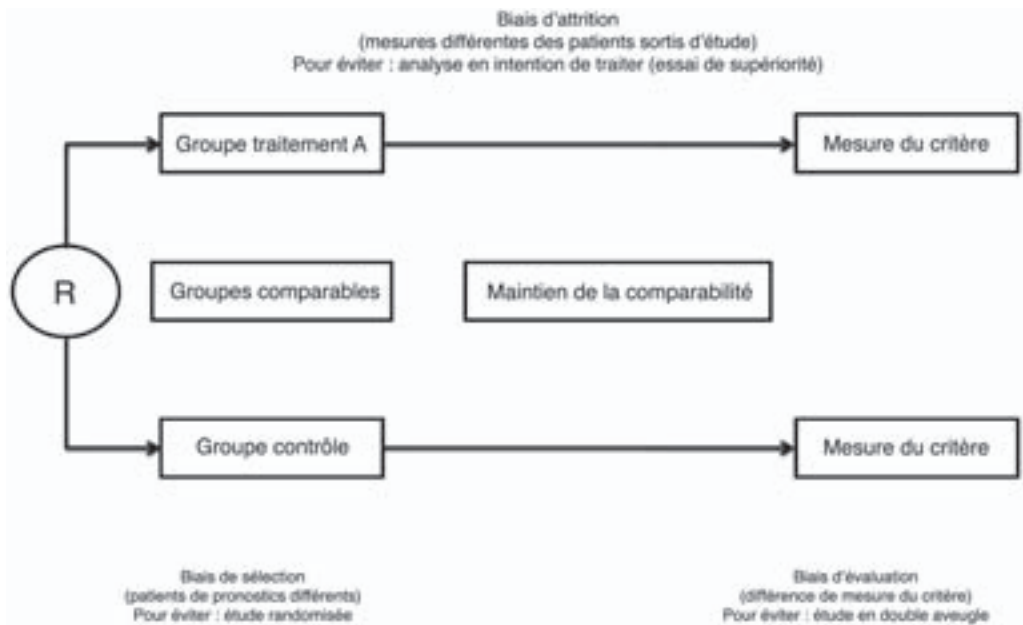 Biais d'attrition
(mesures différentes des patients sortis d'étude)
Pour éviter : analyse en intention de traiter (essai de supériorité)
Groupe traitement A
Mesure du critère
R
Groupes comparables
Maintien de la comparabilité
Groupe contrôle
Mesure du critère
Biais de sélection
(patients de pronostics différents)
Pour éviter : étude randomisée
Biais d'évaluation
(différence de mesure du critère)
Pour éviter : étude en double aveugle